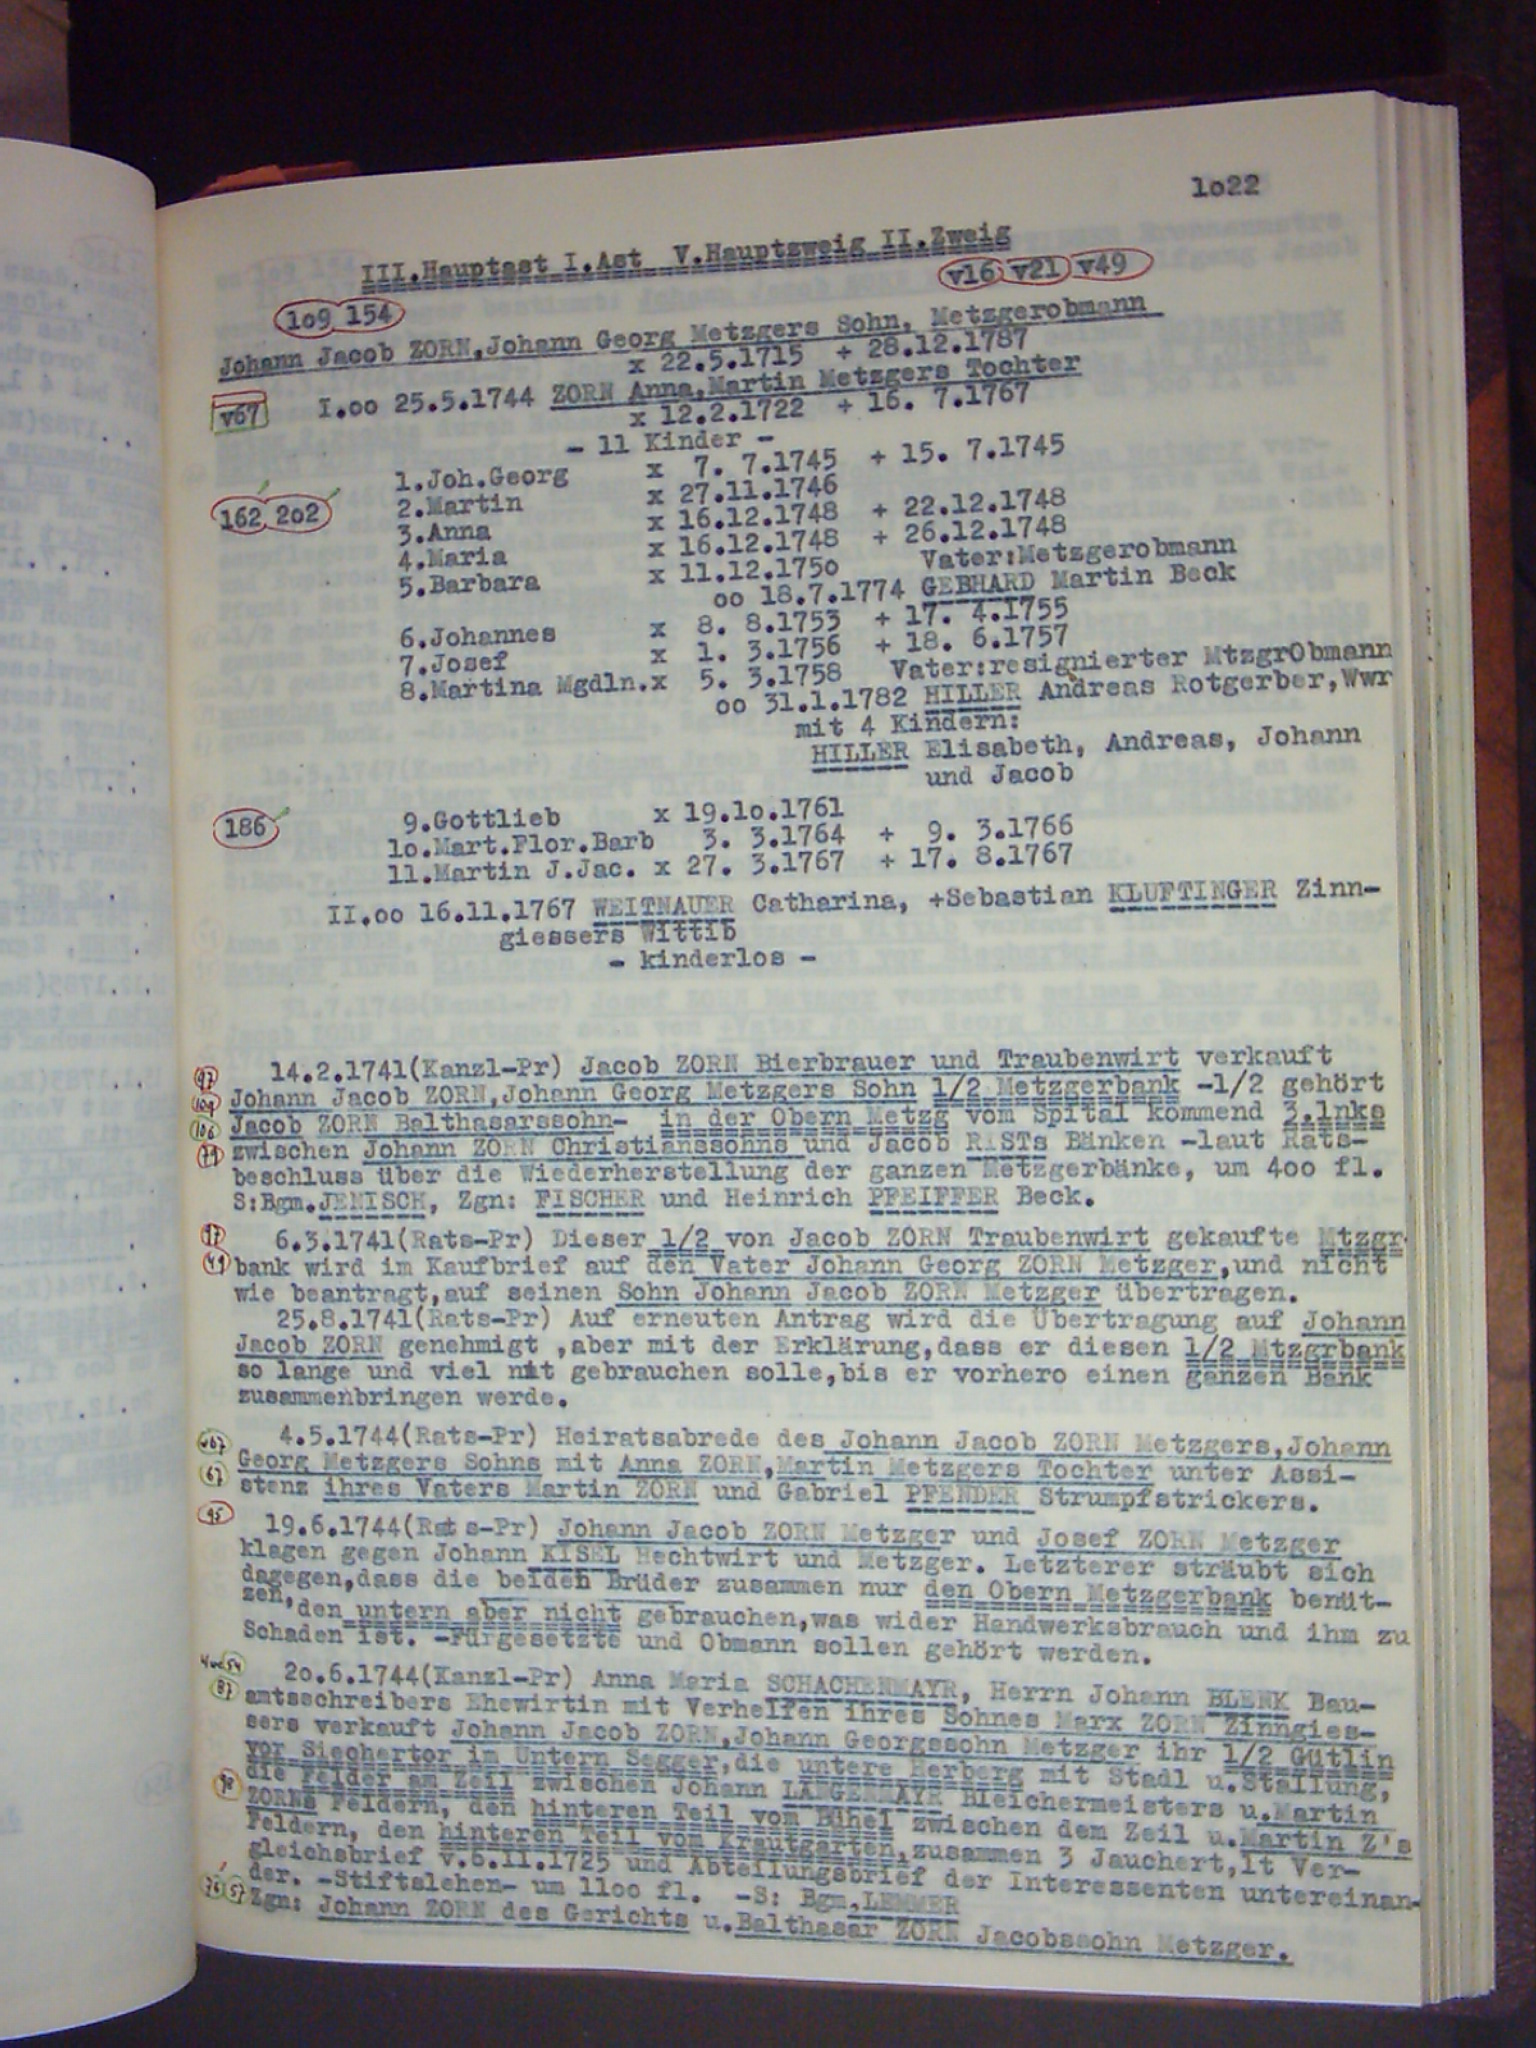 1o22
III.Hauptast I.Ast V.Hauptzweig II.Zweig
v16 v21 v49
1o9 154
Johann Jacob ZORN,Johann Georg Metzgers Sohn, Metzgerobmann
x 22.5.1715 + 28.12.1787
v67 I.oo 25.5.1744 ZORN Anna,Martin Metzgers Tochter
x 12.2.1722 + 16. 7.1767
- 11 Kinder -
1.Joh.Georg x 7. 7.1745 + 15. 7.1745
162 2o2 2.Martin x 27.11.1746
3.Anna x 16.12.1748 + 22.12.1748
4.Maria x 16.12.1748 + 26.12.1748
5.Barbara x 11.12.175o Vater:Metzgerobmann
oo 18.7.1774 GEBHARD Martin Beck
6.Johannes x 8. 8.1753 + 17. 4.1755
7.Josef x 1. 3.1756 + 18. 6.1757
8.Martina Mgdln.x 5. 3.1758 Vater:resignierter MtzgrObmann
oo 31.1.1782 HILLER Andreas Rotgerber,Wwr
mit 4 Kindern:
HILLER Elisabeth, Andreas, Johann
und Jacob
186 9.Gottlieb x 19.1o.1761
1o.Mart.Flor.Barb 3. 3.1764 + 9. 3.1766
11.Martin J.Jac. x 27. 3.1767 + 17. 8.1767
II.oo 16.11.1767 WEITNAUER Catharina, +Sebastian KLUFTINGER Zinn-
giessers Wittib
- kinderlos -
97 14.2.1741(Kanzl-Pr) Jacob ZORN Bierbrauer und Traubenwirt verkauft
1o9 Johann Jacob ZORN,Johann Georg Metzgers Sohn 1/2 Metzgerbank -1/2 gehört
106 Jacob ZORN Balthasarssohn- in der Obern Metzg vom Spital kommend 3.lnks
71 zwischen Johann ZORN Christianssohns und Jacob RISTs Bänken -laut Rats-
beschluss über die Wiederherstellung der ganzen Metzgerbänke, um 4oo fl.
S:Bgm.JENISCH, Zgn: FISCHER und Heinrich PFEIFFER Beck.
97 6.3.1741(Rats-Pr) Dieser 1/2 von Jacob ZORN Traubenwirt gekaufte Mtzgr-
49 bank wird im Kaufbrief auf den Vater Johann Georg ZORN Metzger,und nicht
wie beantragt,auf seinen Sohn Johann Jacob ZORN Metzger übertragen.
25.8.1741(Rats-Pr) Auf erneuten Antrag wird die Übertragung auf Johann
Jacob ZORN genehmigt ,aber mit der Erklärung,dass er diesen 1/2 Mtzgrbank
so lange und viel nit gebrauchen solle,bis er vorhero einen ganzen Bank
zusammenbringen werde.
v67 4.5.1744(Rats-Pr) Heiratsabrede des Johann Jacob ZORN Metzgers,Johann
67 Georg Metzgers Sohns mit Anna ZORN,Martin Metzgers Tochter unter Assi-
stenz ihres Vaters Martin ZORN und Gabriel PFENDER Strumpfstrickers.
95 19.6.1744(Rats-Pr) Johann Jacob ZORN Metzger und Josef ZORN Metzger
klagen gegen Johann KISEL Hechtwirt und Metzger. Letzterer sträubt sich
dagegen,dass die beiden Brüder zusammen nur den Obern Metzgerbank benüt-
zen,den untern aber nicht gebrauchen,was wider Handwerksbrauch und ihm zu
Schaden ist. -Fürgesetzte und Obmann sollen gehört werden.
2o.6.1744(Kanzl-Pr) Anna Maria SCHACHENMAYR, Herrn Johann BLENK Bau-
87 amtsschreibers Ehewirtin mit Verhelfen ihres Sohnes Marx ZORN Zinngies-
sers verkauft Johann Jacob ZORN,Johann Georgssohn Metzger ihr 1/2 Gütlin
vor Siechertor im Untern Segger,die untere Herberg mit Stadl u.Stallung,
98 die Felder am Zeil zwischen Johann LANGENMAYR Bleichermeisters u.Martin
ZORNs Feldern, den hinteren Teil vom Bühel zwischen dem Zeil u.Martin Z's
Feldern, den hinteren Teil vom Krautgarten,zusammen 3 Jauchert,lt Ver-
gleichsbrief v.6.11.1725 und Abteilungsbrief der Interessenten untereinan-
der. -Stiftslehen- um 11oo fl. -S: Bgm.LEMMER
76 57 Zgn: Johann ZORN des Gerichts u.Balthasar ZORN Jacobssohn Metzger.